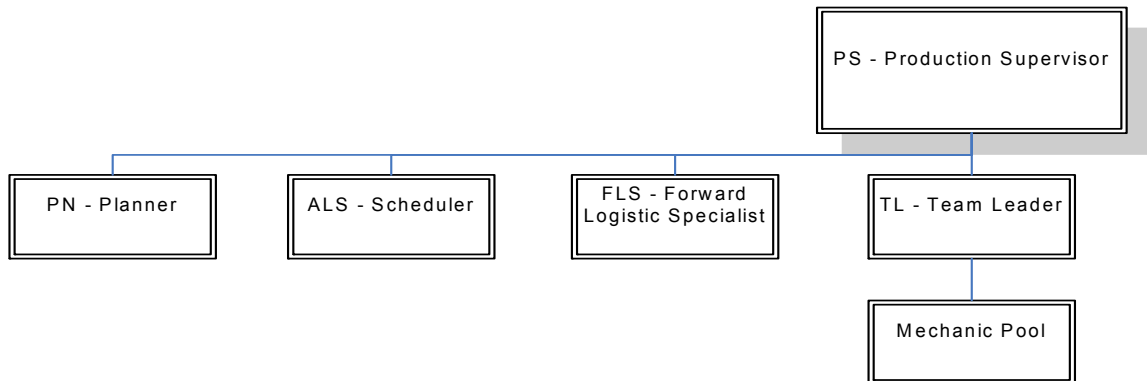 PS - Production Supervisor
PN - Planner
ALS - Scheduler
FLS - Forward
Logistic Specialist
TL - Team Leader
Mechanic Pool